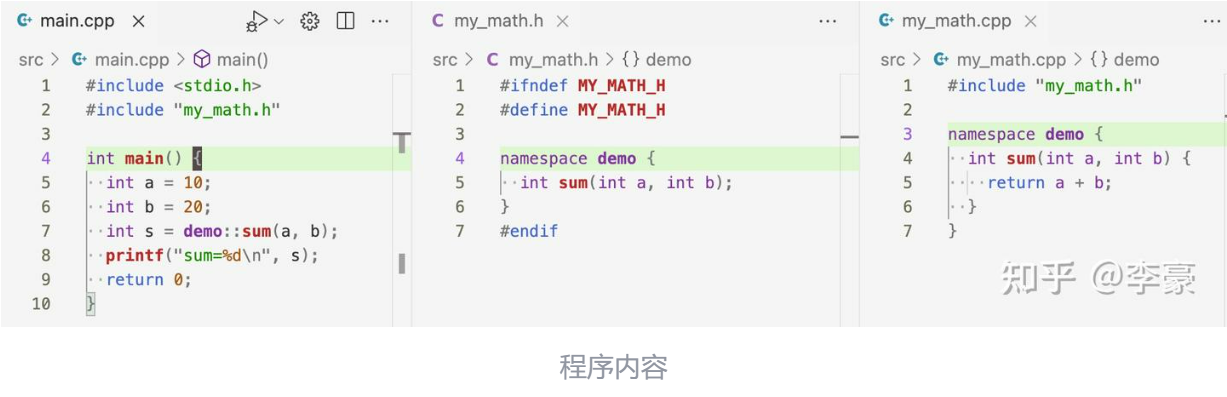 main.cpp
src > main.cpp > main()
1 #include <stdio.h>
2 #include "my_math.h"
3
4 int main() {
5 int a = 10;
6 int b = 20;
7 int s = demo::sum(a, b);
8 printf("sum=%d\n", s);
9 return 0;
10 }
my_math.h
src > C my_math.h > {} demo
1 #ifndef MY_MATH_H
2 #define MY_MATH_H
3
4 namespace demo {
5 int sum(int a, int b);
6 }
7 #endif
my_math.cpp
src > my_math.cpp > {} demo
1 #include "my_math.h"
2
3 namespace demo {
4 int sum(int a, int b) {
5 return a + b;
6 }
7 }
知乎 @李豪
程序内容